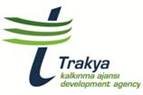 Trakya
kalkınma ajansı
development agency